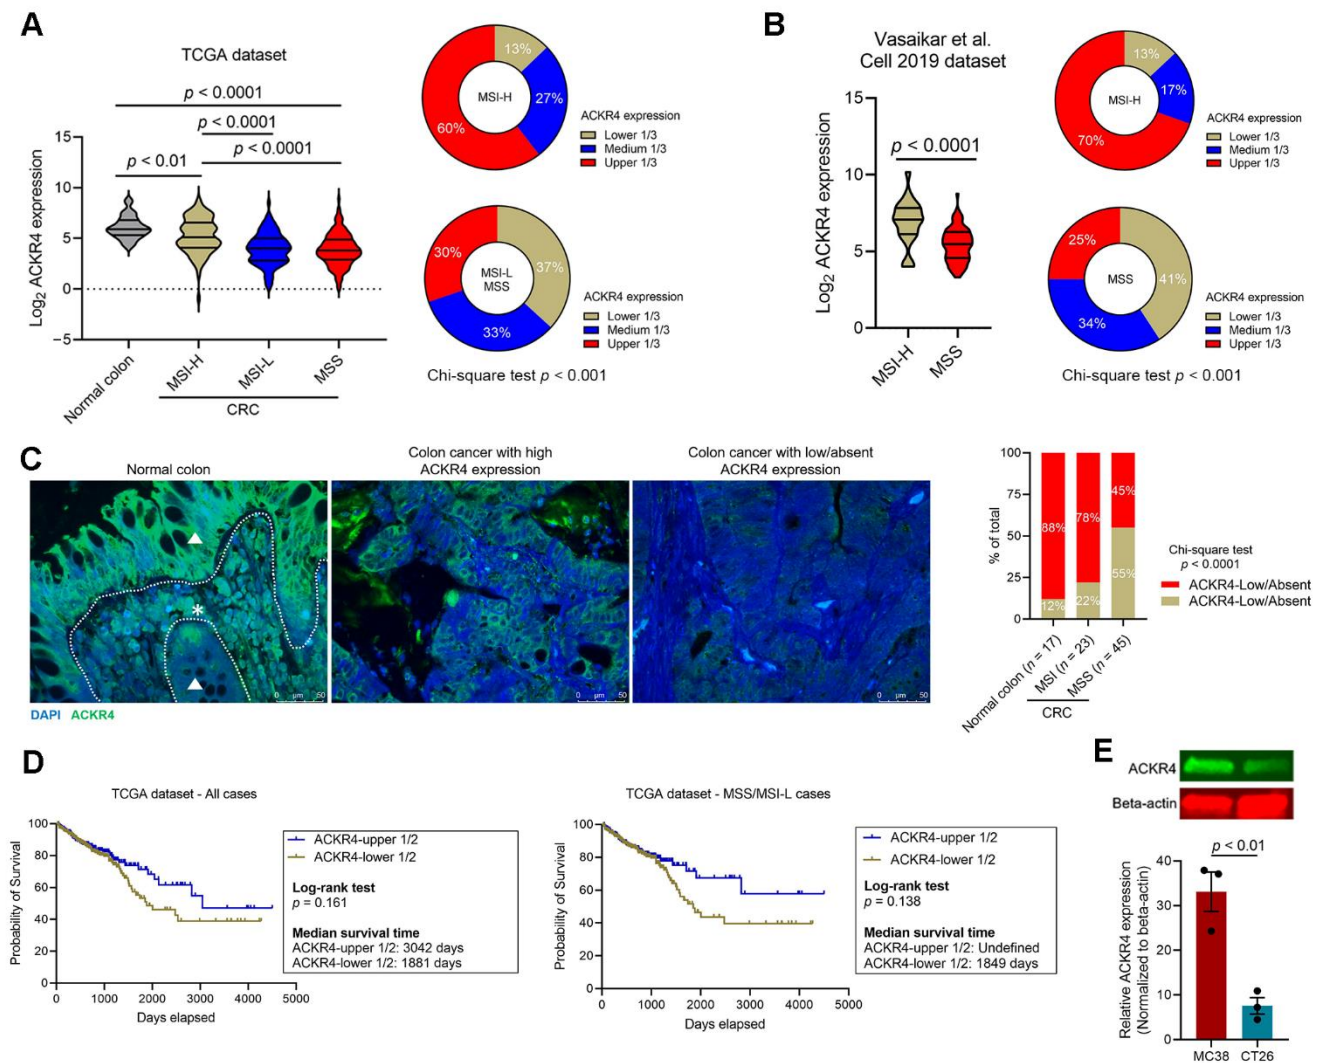 A
TCGA dataset
p < 0.0001
p < 0.0001
p < 0.01
p < 0.0001
Log2 ACKR4 expression
15
10
5
0
−5
Normal colon
MSI-H
MSI-L
MSS
CRC
13%
27%
60%
MSI-H
ACKR4 expression
Lower 1/3
Medium 1/3
Upper 1/3
30%
37%
33%
MSI-L
MSS
ACKR4 expression
Lower 1/3
Medium 1/3
Upper 1/3
Chi-square test p < 0.001
B
Vasaikar et al.
Cell 2019 dataset
p < 0.0001
Log2 ACKR4 expression
15
10
5
0
MSI-H
MSS
13%
17%
70%
MSI-H
ACKR4 expression
Lower 1/3
Medium 1/3
Upper 1/3
25%
41%
34%
MSS
ACKR4 expression
Lower 1/3
Medium 1/3
Upper 1/3
Chi-square test p < 0.001
C
Normal colon
*
0 μm 50
Colon cancer with high
ACKR4 expression
0 μm 50
Colon cancer with low/absent
ACKR4 expression
0 μm 50
DAPI ACKR4
% of total
100
75
50
25
0
88%
12%
78%
22%
45%
55%
Normal colon (n = 17)
MSI (n = 23)
MSS (n = 45)
CRC
Chi-square test
p < 0.0001
ACKR4-Low/Absent
ACKR4-Low/Absent
D
TCGA dataset - All cases
Probability of Survival
100
80
60
40
20
0
0 1000 2000 3000 4000 5000
Days elapsed
ACKR4-upper 1/2
ACKR4-lower 1/2
Log-rank test
p = 0.161
Median survival time
ACKR4-upper 1/2: 3042 days
ACKR4-lower 1/2: 1881 days
TCGA dataset - MSS/MSI-L cases
Probability of Survival
100
80
60
40
20
0
0 1000 2000 3000 4000 5000
Days elapsed
ACKR4-upper 1/2
ACKR4-lower 1/2
Log-rank test
p = 0.138
Median survival time
ACKR4-upper 1/2: Undefined
ACKR4-lower 1/2: 1849 days
E
ACKR4
Beta-actin
p < 0.01
Relative ACKR4 expression
(Normalized to beta-actin)
40
30
20
10
0
MC38
CT26